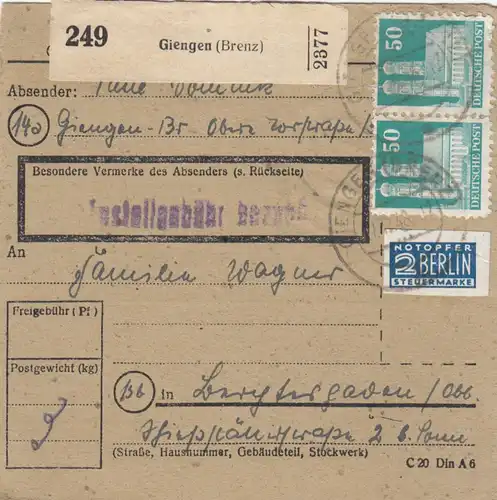 249
Giengen (Brenz)
2377
50
DEUTSCHE POST
50
DEUTSCHE POST
Absender:
14a Giengen-Br Obere
Besondere Vermerke des Absenders (s. Rückseite)
Zustellgebühr bezahlt
NOTOPFER
2 BERLIN
STEUERMARKE
An
Familie Wagner
Freigebühr (Pf)
Postgewicht (kg)
13b in Berchtesgaden/Obb.
(Straße, Hausnummer, Gebäudeteil, Stockwerk)
C 20 Din A 6